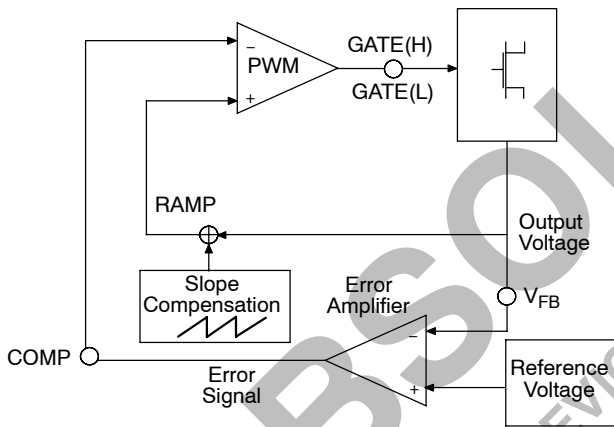 GATE(H)
−
PWM
+
GATE(L)
RAMP
Output
Voltage
Slope
Compensation
Error
Amplifier
VFB
−
+
COMP
Error
Signal
Reference
Voltage